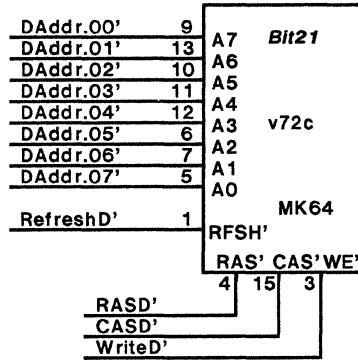 DAddr.00' 9 A7 Bit21
DAddr.01' 13 A6
DAddr.02' 10 A5
DAddr.03' 11 A4
DAddr.04' 12 A3 v72c
DAddr.05' 6 A2
DAddr.06' 7 A1
DAddr.07' 5 A0
MK64
RefreshD' 1 RFSH'
RAS' CAS' WE'
4 15 3
RASD'
CASD'
WriteD'